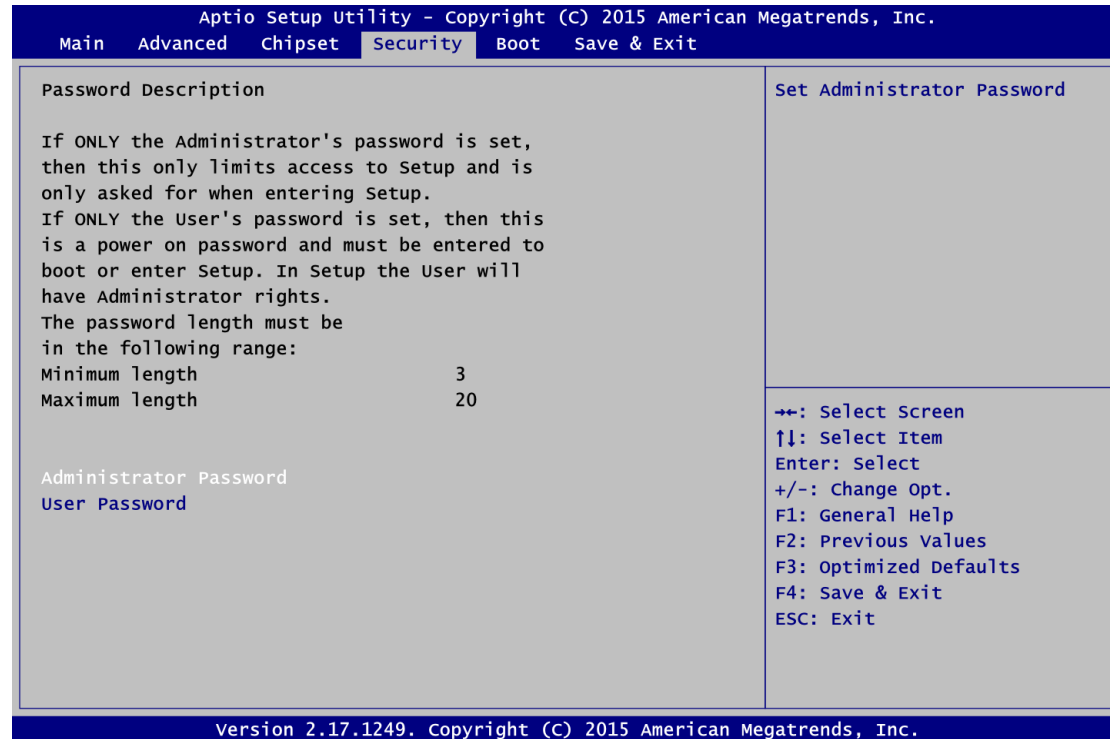 Aptio Setup Utility - Copyright (C) 2015 American Megatrends, Inc.
Main Advanced Chipset Security Boot Save & Exit
Password Description
If ONLY the Administrator's password is set,
then this only limits access to Setup and is
only asked for when entering Setup.
If ONLY the User's password is set, then this
is a power on password and must be entered to
boot or enter Setup. In Setup the User will
have Administrator rights.
The password length must be
in the following range:
Minimum length 3
Maximum length 20
Administrator Password
User Password
Set Administrator Password
→←: Select Screen
↑↓: Select Item
Enter: Select
+/-: Change Opt.
F1: General Help
F2: Previous Values
F3: Optimized Defaults
F4: Save & Exit
ESC: Exit
Version 2.17.1249. Copyright (C) 2015 American Megatrends, Inc.